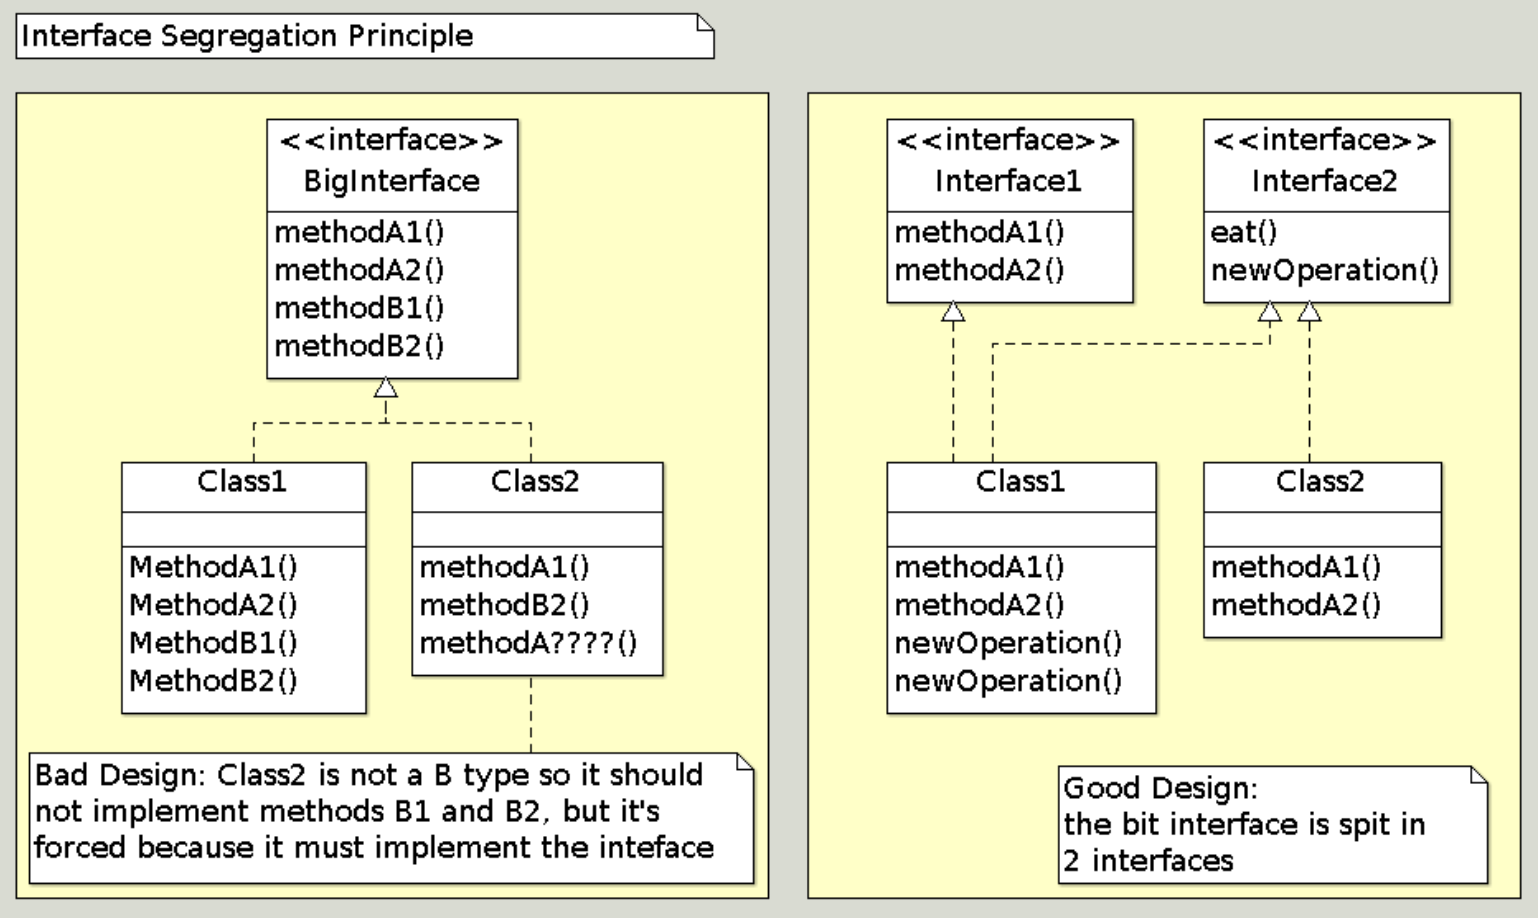 Interface Segregation Principle
<<interface>>
BigInterface
methodA1()
methodA2()
methodB1()
methodB2()
Class1
MethodA1()
MethodA2()
MethodB1()
MethodB2()
Class2
methodA1()
methodB2()
methodA????()
Bad Design: Class2 is not a B type so it should
not implement methods B1 and B2, but it's
forced because it must implement the inteface
<<interface>>
Interface1
methodA1()
methodA2()
<<interface>>
Interface2
eat()
newOperation()
Class1
methodA1()
methodA2()
newOperation()
newOperation()
Class2
methodA1()
methodA2()
Good Design:
the bit interface is spit in
2 interfaces